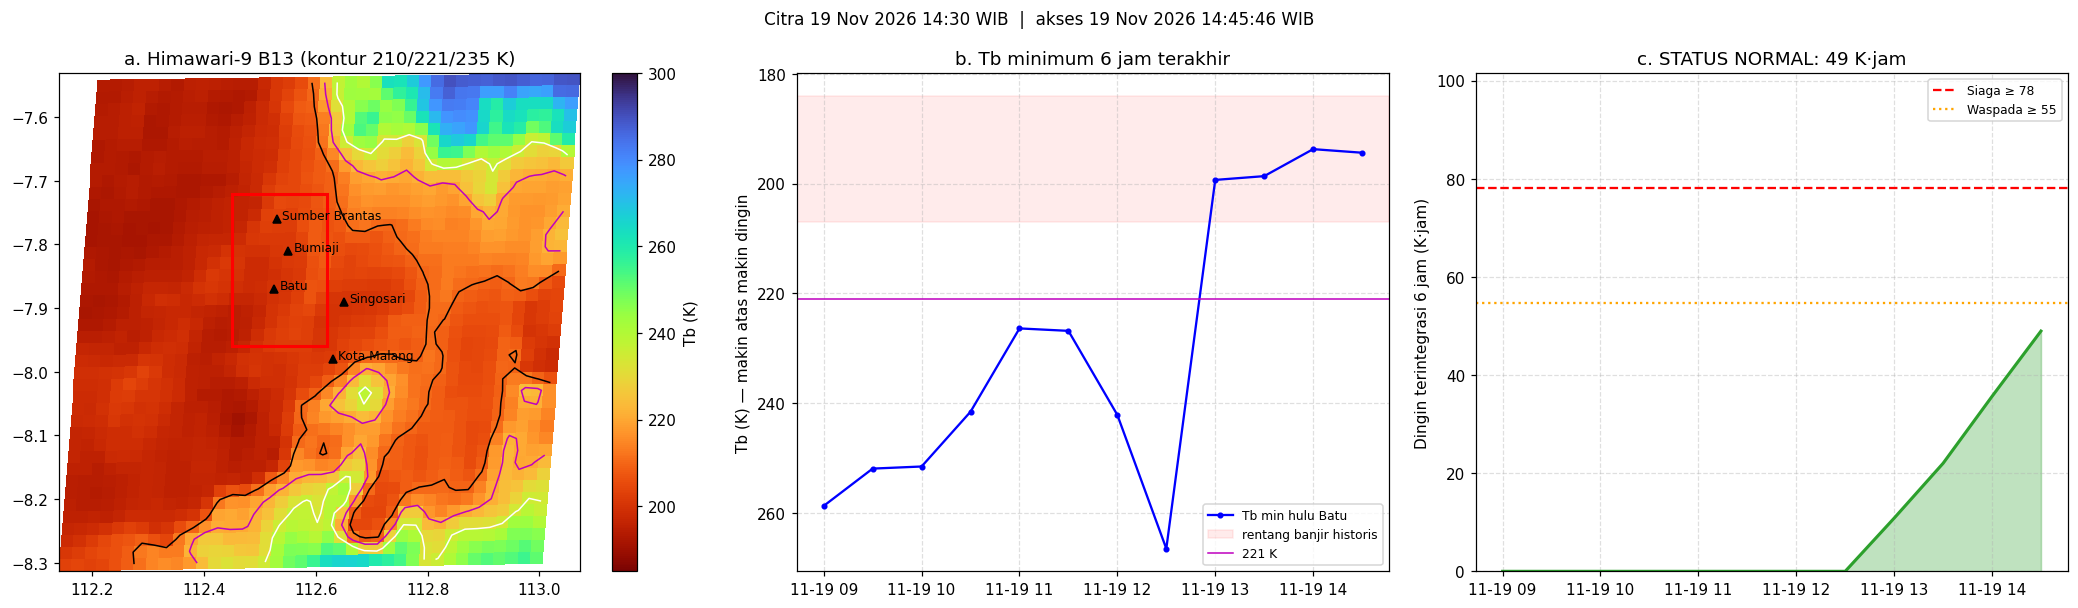 Citra 19 Nov 2026 14:30 WIB | akses 19 Nov 2026 14:45:46 WIB
a. Himawari-9 B13 (kontur 210/221/235 K)
−7.6
−7.7
−7.8
−7.9
−8.0
−8.1
−8.2
−8.3
112.2
112.4
112.6
112.8
113.0
Sumber Brantas
Bumiaji
Batu
Singosari
Kota Malang
300
280
260
240
220
200
Tb (K)
b. Tb minimum 6 jam terakhir
Tb (K) — makin atas makin dingin
180
200
220
240
260
11-19 09
11-19 10
11-19 11
11-19 12
11-19 13
11-19 14
Tb min hulu Batu
rentang banjir historis
221 K
c. STATUS NORMAL: 49 K·jam
Dingin terintegrasi 6 jam (K·jam)
100
80
60
40
20
0
11-19 09
11-19 10
11-19 11
11-19 12
11-19 13
11-19 14
Siaga ≥ 78
Waspada ≥ 55